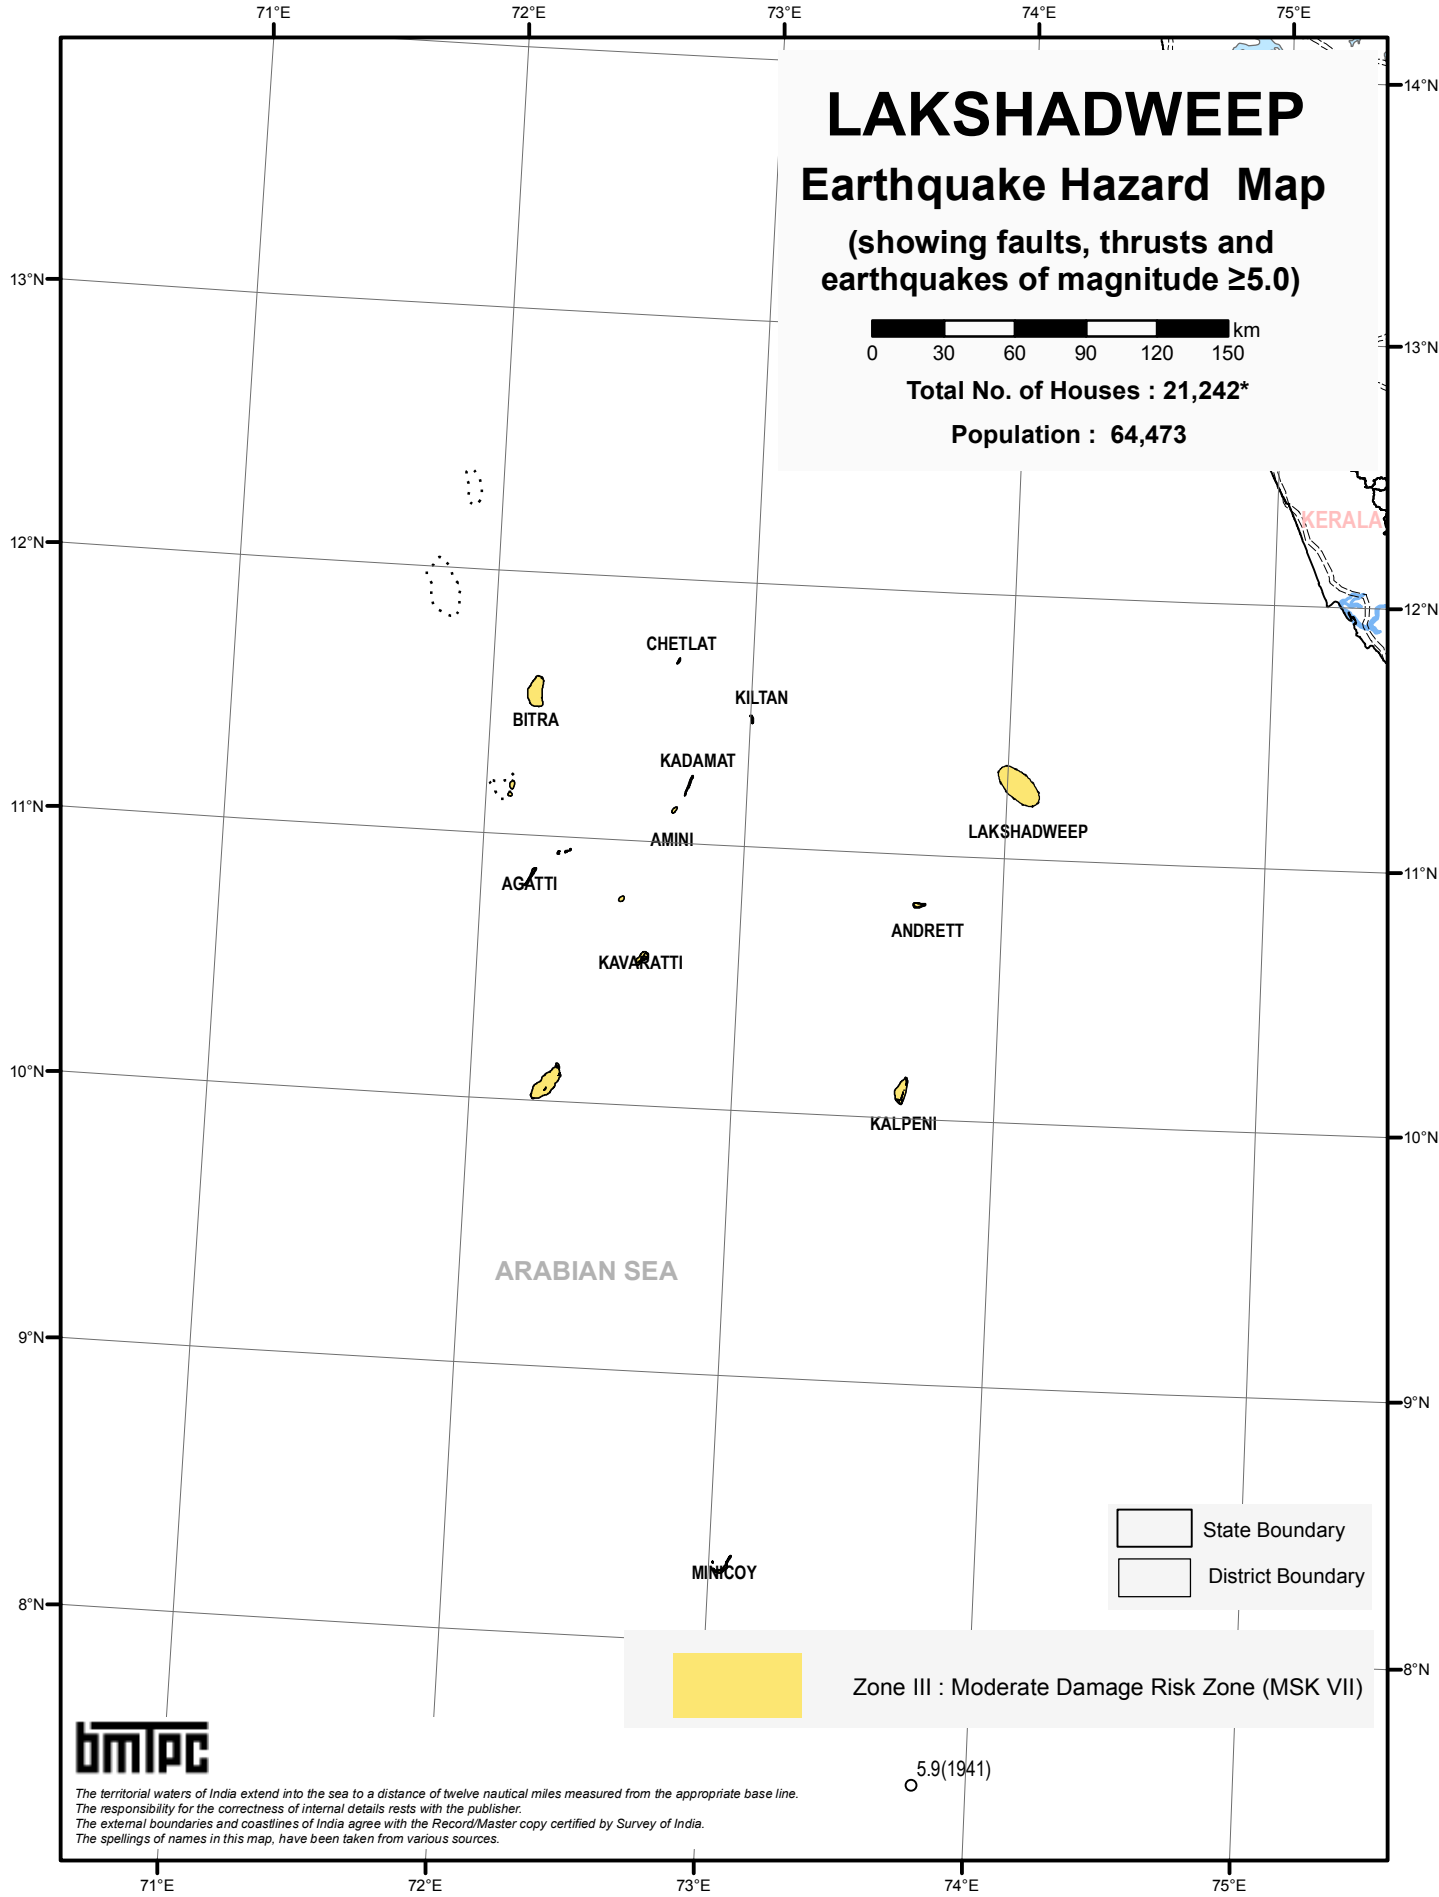 71°E
72°E
73°E
74°E
75°E
14°N
LAKSHADWEEP
Earthquake Hazard Map
(showing faults, thrusts and
earthquakes of magnitude ≥5.0)
km
0 30 60 90 120 150
Total No. of Houses : 21,242*
Population : 64,473
13°N
13°N
KERALA
12°N
12°N
CHETLAT
KILTAN
BITRA
KADAMAT
11°N
AMINI
LAKSHADWEEP
11°N
AGATTI
ANDRETT
KAVARATTI
10°N
KALPENI
10°N
ARABIAN SEA
9°N
9°N
State Boundary
MINICOY
District Boundary
8°N
8°N
Zone III : Moderate Damage Risk Zone (MSK VII)
bmTpc
5.9(1941)
The territorial waters of India extend into the sea to a distance of twelve nautical miles measured from the appropriate base line.
The responsibility for the correctness of internal details rests with the publisher.
The external boundaries and coastlines of India agree with the Record/Master copy certified by Survey of India.
The spellings of names in this map, have been taken from various sources.
71°E
72°E
73°E
74°E
75°E